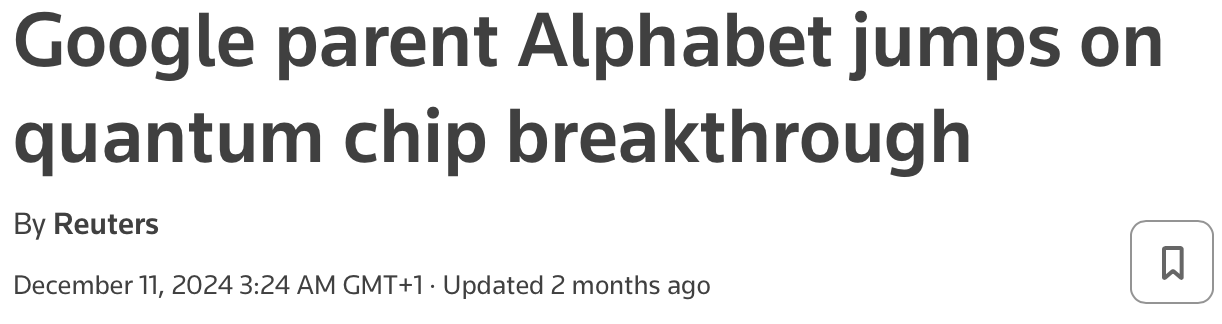 Google parent Alphabet jumps on
quantum chip breakthrough
By Reuters
December 11, 2024 3:24 AM GMT+1 · Updated 2 months ago